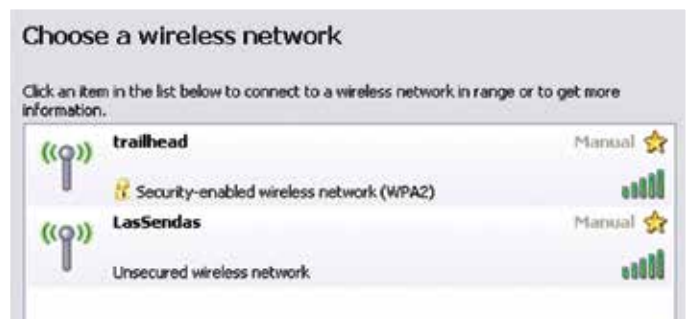 Choose a wireless network
Click an item in the list below to connect to a wireless network in range or to get more
information.
trailhead
Manual
Security-enabled wireless network (WPA2)
LasSendas
Manual
Unsecured wireless network